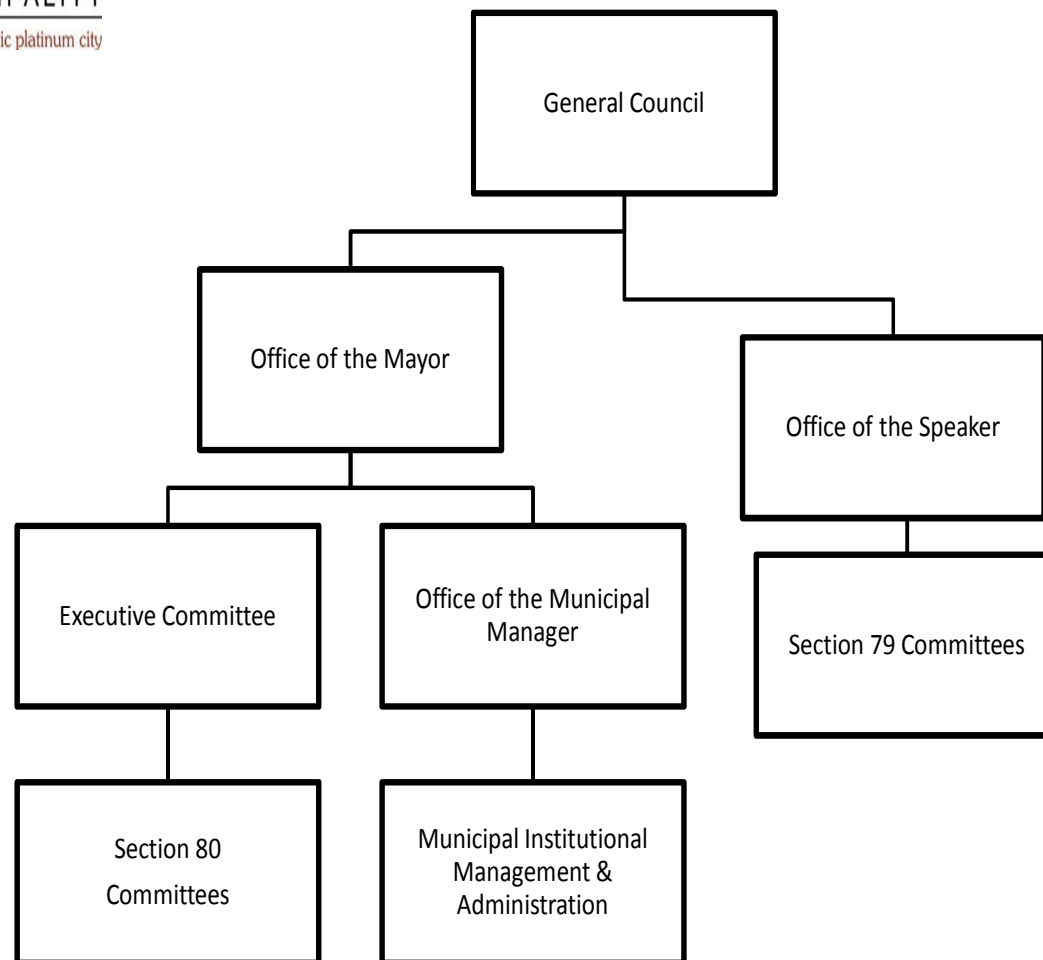 ic platinum city
General Council
Office of the Mayor
Office of the Speaker
Executive Committee
Office of the Municipal
Manager
Section 79 Committees
Section 80
Committees
Municipal Institutional
Management &
Administration